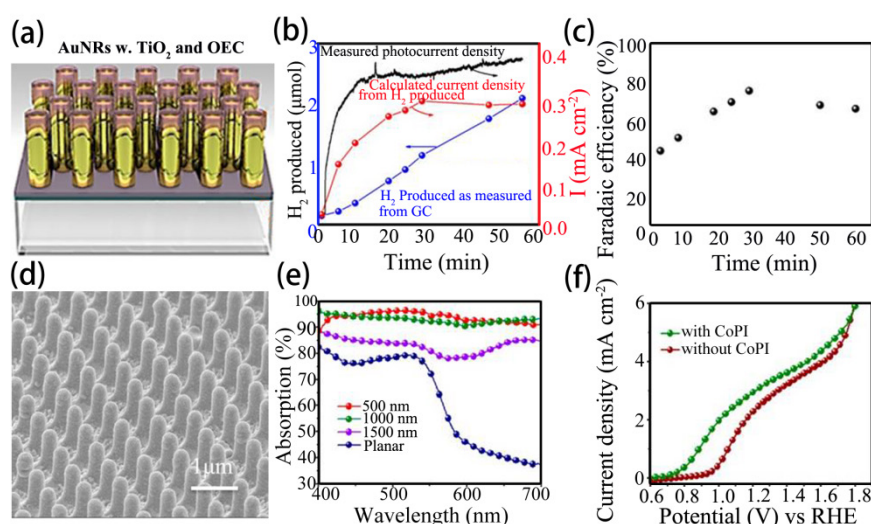 (a)
AuNRs w. TiO₂ and OEC
(b)
H₂ produced (μmol)
3
2
1
0
Measured photocurrent density
Calculated current density
from H₂ produced
H₂ Produced as measured
from GC
0.4
0.3
0.2
0.1
0.0
I (mA cm⁻²)
0 10 20 30 40 50 60
Time (min)
(c)
Faradaic efficiency (%)
100
80
60
40
20
0
0 10 20 30 40 50 60
Time (min)
(d)
1μm
(e)
Absorption (%)
100
90
80
70
60
50
40
30
500 nm
1000 nm
1500 nm
Planar
400 500 600 700
Wavelength (nm)
(f)
Current density (mA cm⁻²)
6
4
2
0
with CoPI
without CoPI
0.6 0.8 1.0 1.2 1.4 1.6 1.8
Potential (V) vs RHE